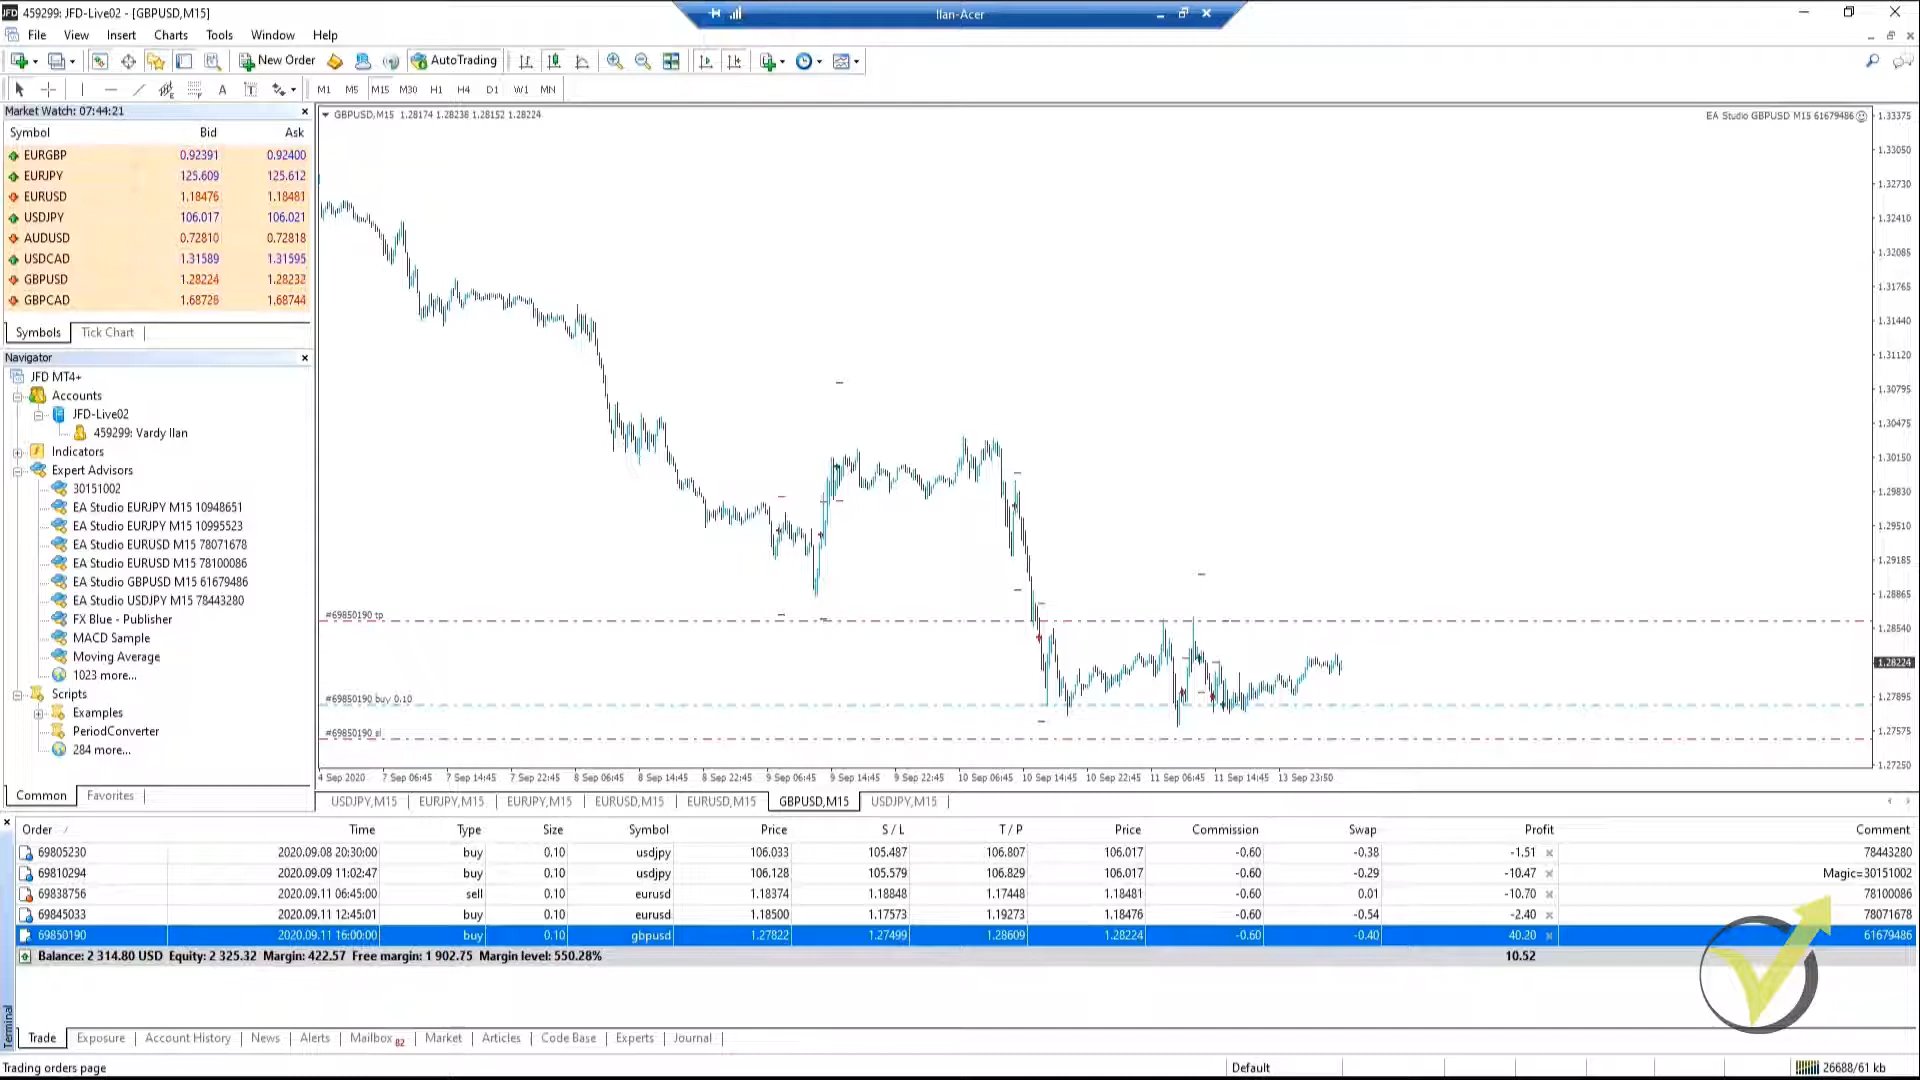 459299: JFD-Live02 - [GBPUSD,M15]
Ilan-Acer
File View Insert Charts Tools Window Help
New Order AutoTrading
A T M1 M5 M15 M30 H1 H4 D1 W1 MN
Market Watch: 07:44:21
Symbol Bid Ask
EURGBP 0.92391 0.92400
EURJPY 125.609 125.612
EURUSD 1.18476 1.18481
USDJPY 106.017 106.021
AUDUSD 0.72810 0.72818
USDCAD 1.31589 1.31595
GBPUSD 1.28224 1.28232
GBPCAD 1.68726 1.68744
Symbols Tick Chart
Navigator
JFD MT4+
Accounts
JFD-Live02
459299: Vardy Ilan
Indicators
Expert Advisors
30151002
EA Studio EURJPY M15 10948651
EA Studio EURJPY M15 10995523
EA Studio EURUSD M15 78071678
EA Studio EURUSD M15 78100086
EA Studio GBPUSD M15 61679486
EA Studio USDJPY M15 78443280
FX Blue - Publisher
MACD Sample
Moving Average
1023 more...
Scripts
Examples
PeriodConverter
284 more...
Common Favorites
GBPUSD,M15 1.28174 1.28238 1.28152 1.28224
EA Studio GBPUSD M15 61679486
1.33375
1.33050
1.32730
1.32410
1.32085
1.31765
1.31440
1.31120
1.30795
1.30475
1.30150
1.29830
1.29510
1.29185
1.28865
1.28540
1.28224
1.27895
1.27575
1.27250
#69850190 tp
#69850190 buy 0.10
#69850190 sl
4 Sep 2020 7 Sep 06:45 7 Sep 14:45 7 Sep 22:45 8 Sep 06:45 8 Sep 14:45 8 Sep 22:45 9 Sep 06:45 9 Sep 14:45 9 Sep 22:45 10 Sep 06:45 10 Sep 14:45 10 Sep 22:45 11 Sep 06:45 11 Sep 14:45 13 Sep 23:50
USDJPY,M15 EURJPY,M15 EURJPY,M15 EURUSD,M15 EURUSD,M15 GBPUSD,M15 USDJPY,M15
Order Time Type Size Symbol Price S / L T / P Price Commission Swap Profit Comment
69805230 2020.09.08 20:30:00 buy 0.10 usdjpy 106.033 105.487 106.807 106.017 -0.60 -0.38 -1.51 78443280
69810294 2020.09.09 11:02:47 buy 0.10 usdjpy 106.128 105.579 106.829 106.017 -0.60 -0.29 -10.47 Magic=30151002
69838756 2020.09.11 06:45:00 sell 0.10 eurusd 1.18374 1.18848 1.17448 1.18481 -0.60 0.01 -10.70 78100086
69845033 2020.09.11 12:45:01 buy 0.10 eurusd 1.18500 1.17573 1.19273 1.18476 -0.60 -0.54 -2.40 78071678
69850190 2020.09.11 16:00:00 buy 0.10 gbpusd 1.27822 1.27499 1.28609 1.28224 -0.60 -0.40 40.20 61679486
Balance: 2 314.80 USD Equity: 2 325.32 Margin: 422.57 Free margin: 1 902.75 Margin level: 550.28% 10.52
Terminal
Trade Exposure Account History News Alerts Mailbox 82 Market Articles Code Base Experts Journal
Trading orders page Default 26688/61 kb